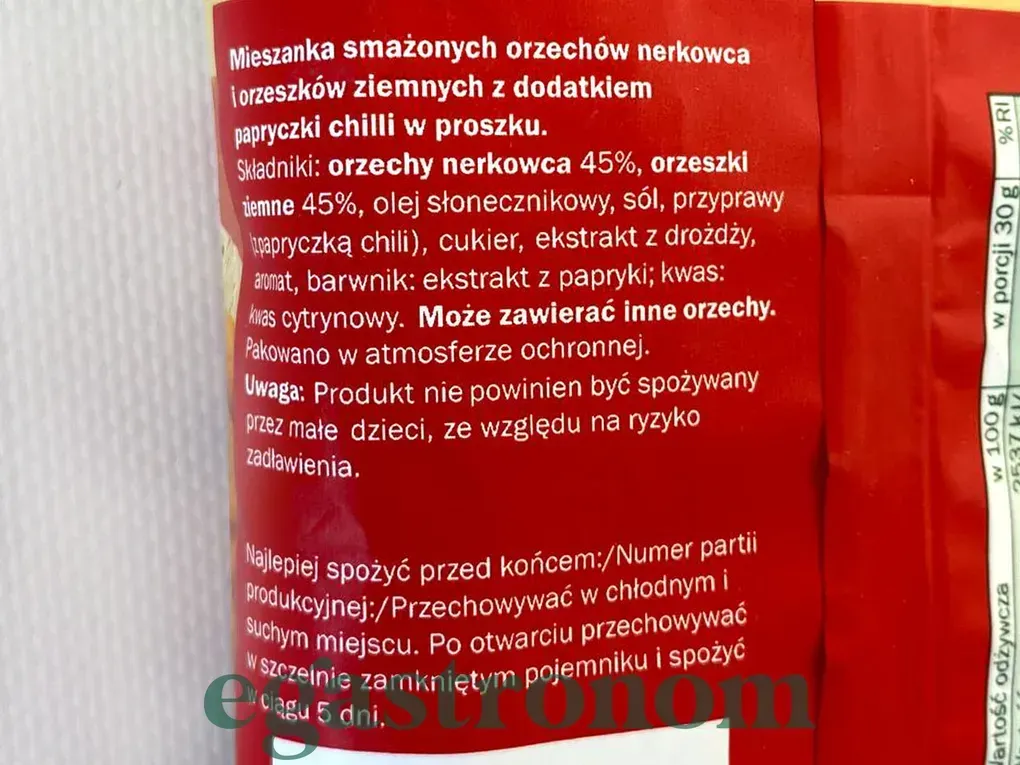 Mieszanka smażonych orzechów nerkowca
i orzeszków ziemnych z dodatkiem
papryczki chilli w proszku.
Składniki: orzechy nerkowca 45%, orzeszki
ziemne 45%, olej słonecznikowy, sól, przyprawy
(z papryczką chili), cukier, ekstrakt z drożdży,
aromat, barwnik: ekstrakt z papryki; kwas:
kwas cytrynowy. Może zawierać inne orzechy.
Pakowano w atmosferze ochronnej.
Uwaga: Produkt nie powinien być spożywany
przez małe dzieci, ze względu na ryzyko
zadławienia.
Najlepiej spożyć przed końcem:/Numer partii
produkcyjnej:/Przechowywać w chłodnym i
suchym miejscu. Po otwarciu przechowywać
w szczelnie zamkniętym pojemniku i spożyć
w ciągu 5 dni.
egastronom
% RI
w porcji 30 g
w 100 g
2537 kJ/
Wartość odżywcza